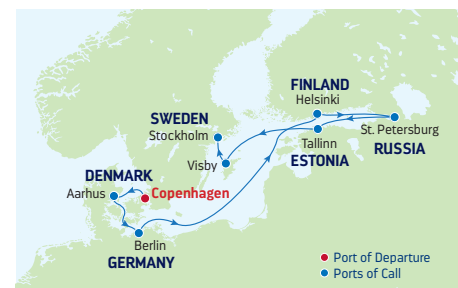 FINLAND
Helsinki
SWEDEN
Stockholm
St. Petersburg
RUSSIA
Tallinn
ESTONIA
Visby
DENMARK
Aarhus
Copenhagen
Berlin
GERMANY
Port of Departure
Ports of Call